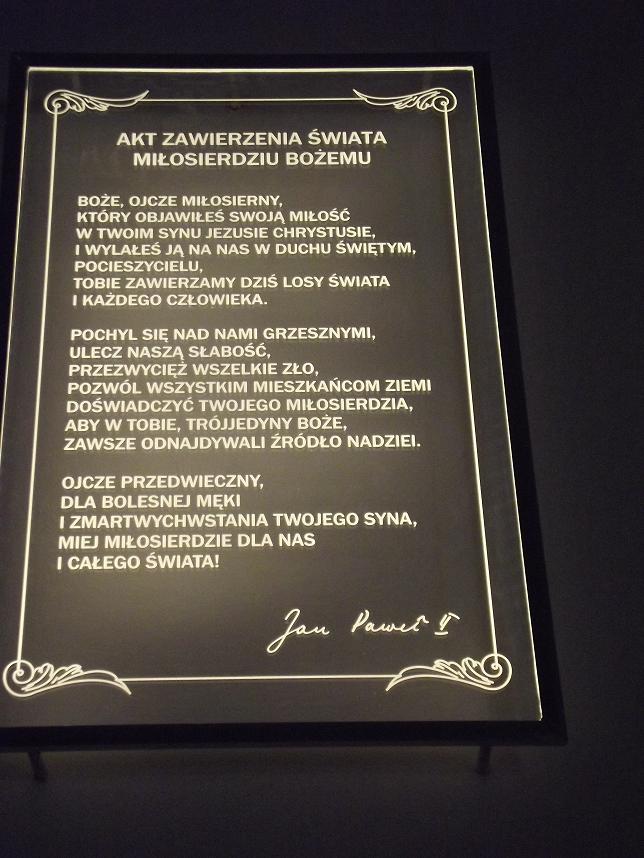 AKT ZAWIERZENIA ŚWIATA
MIŁOSIERDZIU BOŻEMU
BOŻE, OJCZE MIŁOSIERNY,
KTÓRY OBJAWIŁEŚ SWOJĄ MIŁOŚĆ
W TWOIM SYNU JEZUSIE CHRYSTUSIE,
I WYLAŁEŚ JĄ NA NAS W DUCHU ŚWIĘTYM,
POCIESZYCIELU,
TOBIE ZAWIERZAMY DZIŚ LOSY ŚWIATA
I KAŻDEGO CZŁOWIEKA.
POCHYL SIĘ NAD NAMI GRZESZNYMI,
ULECZ NASZĄ SŁABOŚĆ,
PRZEZWYCIĘŻ WSZELKIE ZŁO,
POZWÓL WSZYSTKIM MIESZKAŃCOM ZIEMI
DOŚWIADCZYĆ TWOJEGO MIŁOSIERDZIA,
ABY W TOBIE, TRÓJJEDYNY BOŻE,
ZAWSZE ODNAJDYWALI ŹRÓDŁO NADZIEI.
OJCZE PRZEDWIECZNY,
DLA BOLESNEJ MĘKI
I ZMARTWYCHWSTANIA TWOJEGO SYNA,
MIEJ MIŁOSIERDZIE DLA NAS
I CAŁEGO ŚWIATA!
Jan Paweł II